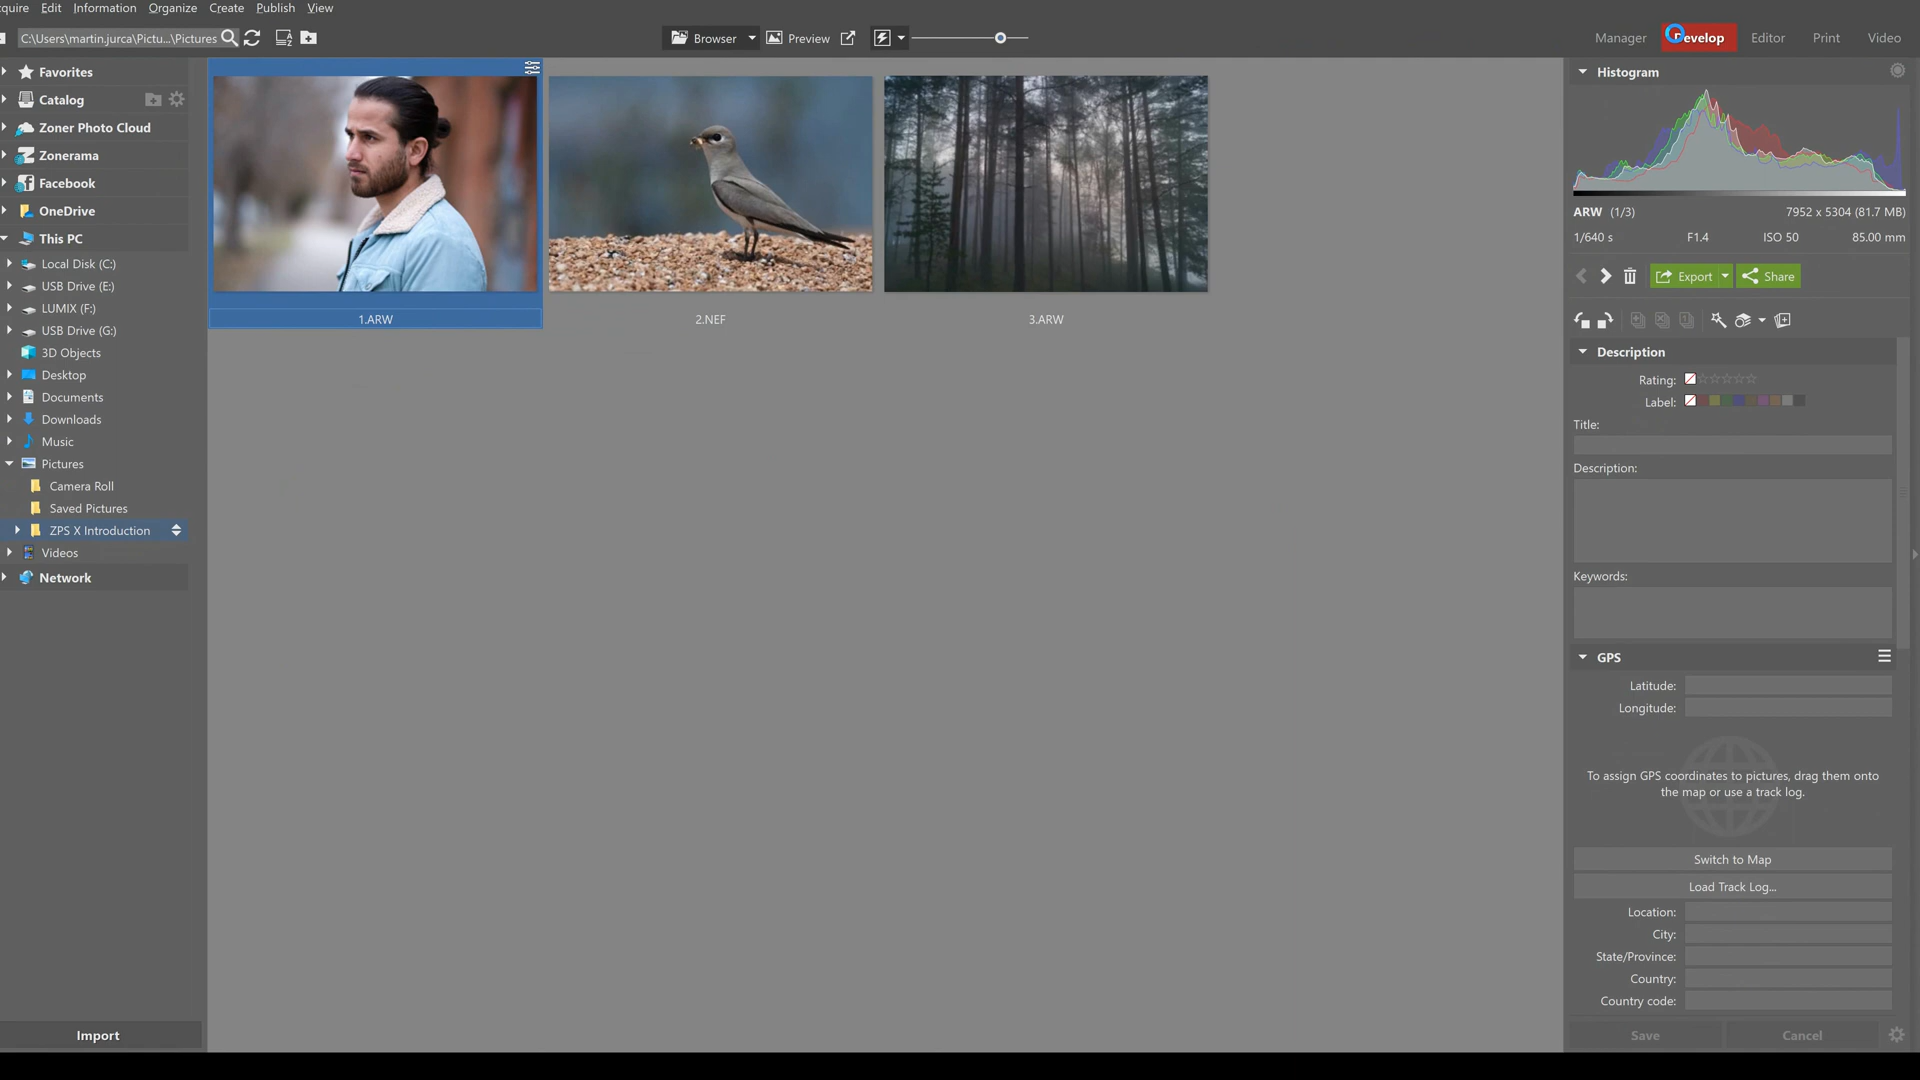 cquire Edit Information Organize Create Publish View
C:\Users\martin.jurca\Pictu...\Pictures
Browser Preview
Manager Develop Editor Print Video
Favorites
Catalog
Zoner Photo Cloud
Zonerama
Facebook
OneDrive
This PC
Local Disk (C:)
USB Drive (E:)
LUMIX (F:)
USB Drive (G:)
3D Objects
Desktop
Documents
Downloads
Music
Pictures
Camera Roll
Saved Pictures
ZPS X Introduction
Videos
Network
Import
1.ARW
2.NEF
3.ARW
Histogram
ARW (1/3) 7952 x 5304 (81.7 MB)
1/640 s F1.4 ISO 50 85.00 mm
Export Share
Description
Rating:
Label:
Title:
Description:
Keywords:
GPS
Latitude:
Longitude:
To assign GPS coordinates to pictures, drag them onto
the map or use a track log.
Switch to Map
Load Track Log...
Location:
City:
State/Province:
Country:
Country code:
Save Cancel